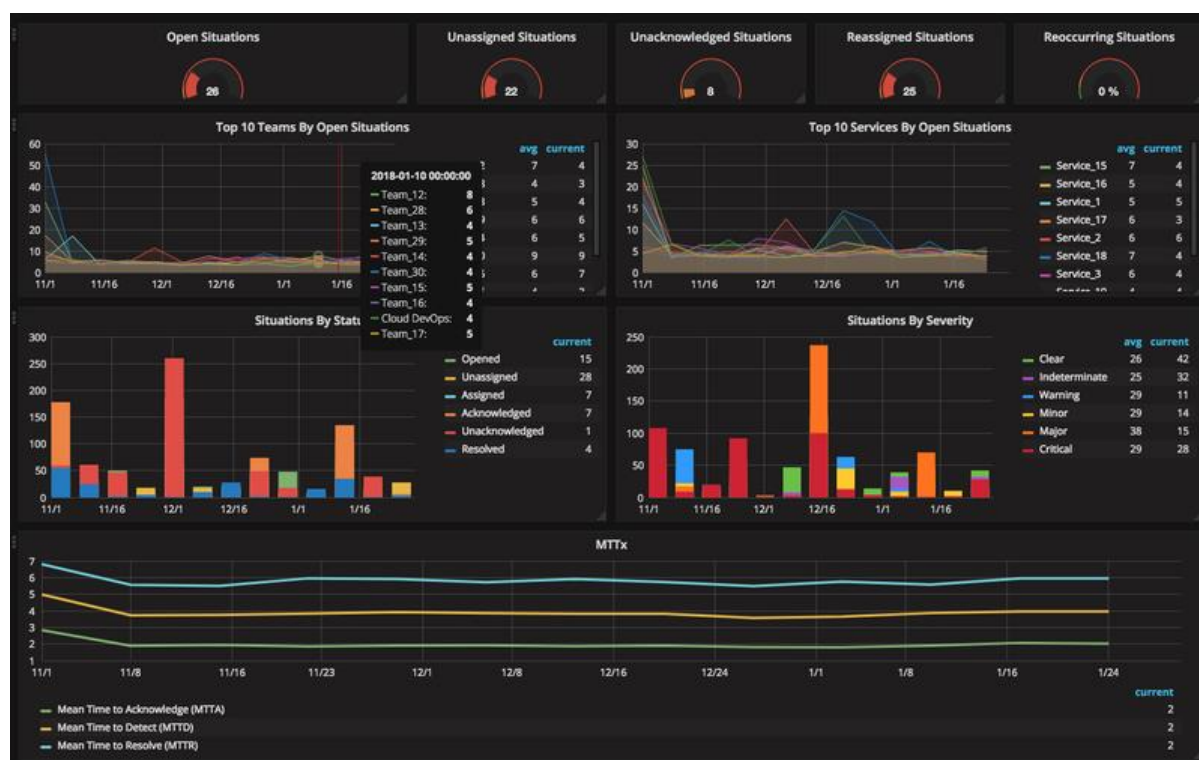 Open Situations
26
Unassigned Situations
22
Unacknowledged Situations
8
Reassigned Situations
25
Reoccurring Situations
0 %
Top 10 Teams By Open Situations
60
50
40
30
20
10
0
11/1 11/16 12/1 12/16 1/1 1/16
avg current
7 4
4 3
5 4
6 6
6 5
9 9
6 7
2018-01-10 00:00:00
Team_12: 8
Team_28: 6
Team_13: 4
Team_29: 5
Team_14: 4
Team_30: 4
Team_15: 5
Team_16: 4
Cloud DevOps: 4
Team_17: 5
Top 10 Services By Open Situations
30
25
20
15
10
5
0
11/1 11/16 12/1 12/16 1/1 1/16
avg current
Service_15 7 4
Service_16 5 4
Service_1 5 5
Service_17 6 3
Service_2 6 6
Service_18 7 4
Service_3 6 4
Situations By Statu
300
250
200
150
100
50
0
11/1 11/16 12/1 12/16 1/1 1/16
current
Opened 15
Unassigned 28
Assigned 7
Acknowledged 7
Unacknowledged 1
Resolved 4
Situations By Severity
250
200
150
100
50
0
11/1 11/16 12/1 12/16 1/1 1/16
avg current
Clear 26 42
Indeterminate 25 32
Warning 29 11
Minor 29 14
Major 38 15
Critical 29 28
MTTx
7
6
5
4
3
2
1
11/1 11/8 11/16 11/23 12/1 12/8 12/16 12/24 1/1 1/8 1/16 1/24
current
Mean Time to Acknowledge (MTTA) 2
Mean Time to Detect (MTTD) 2
Mean Time to Resolve (MTTR) 2